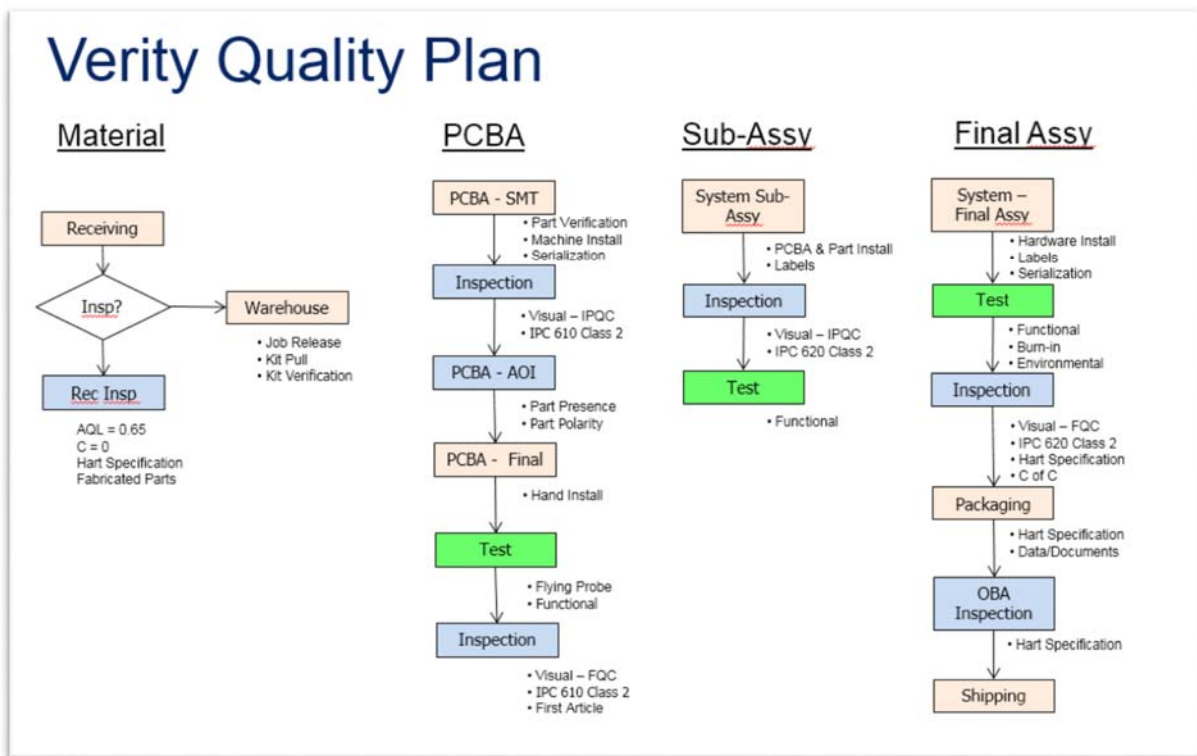 Verity Quality Plan
Material
Receiving
Insp?
Warehouse
• Job Release
• Kit Pull
• Kit Verification
Rec Insp
AQL = 0.65
C = 0
Hart Specification
Fabricated Parts
PCBA
PCBA - SMT
• Part Verification
• Machine Install
• Serialization
Inspection
• Visual – IPQC
• IPC 610 Class 2
PCBA - AOI
• Part Presence
• Part Polarity
PCBA - Final
• Hand Install
Test
• Flying Probe
• Functional
Inspection
• Visual – FQC
• IPC 610 Class 2
• First Article
Sub-Assy
System Sub-
Assy
• PCBA & Part Install
• Labels
Inspection
• Visual – IPQC
• IPC 620 Class 2
Test
• Functional
Final Assy
System –
Final Assy
• Hardware Install
• Labels
• Serialization
Test
• Functional
• Burn-in
• Environmental
Inspection
• Visual – FQC
• IPC 620 Class 2
• Hart Specification
• C of C
Packaging
• Hart Specification
• Data/Documents
OBA
Inspection
• Hart Specification
Shipping